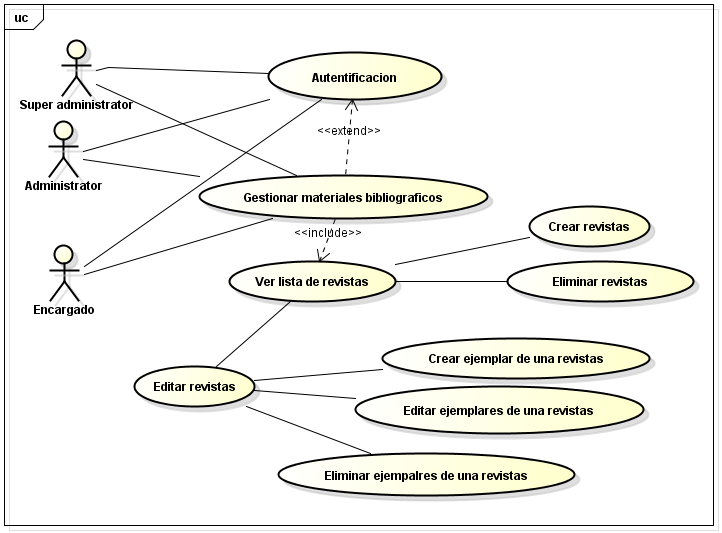 uc
Super administrator
Autentificacion
Administrator
<<extend>>
Gestionar materiales bibliograficos
<<include>>
Crear revistas
Encargado
Ver lista de revistas
Eliminar revistas
Editar revistas
Crear ejemplar de una revistas
Editar ejemplares de una revistas
Eliminar ejempalres de una revistas